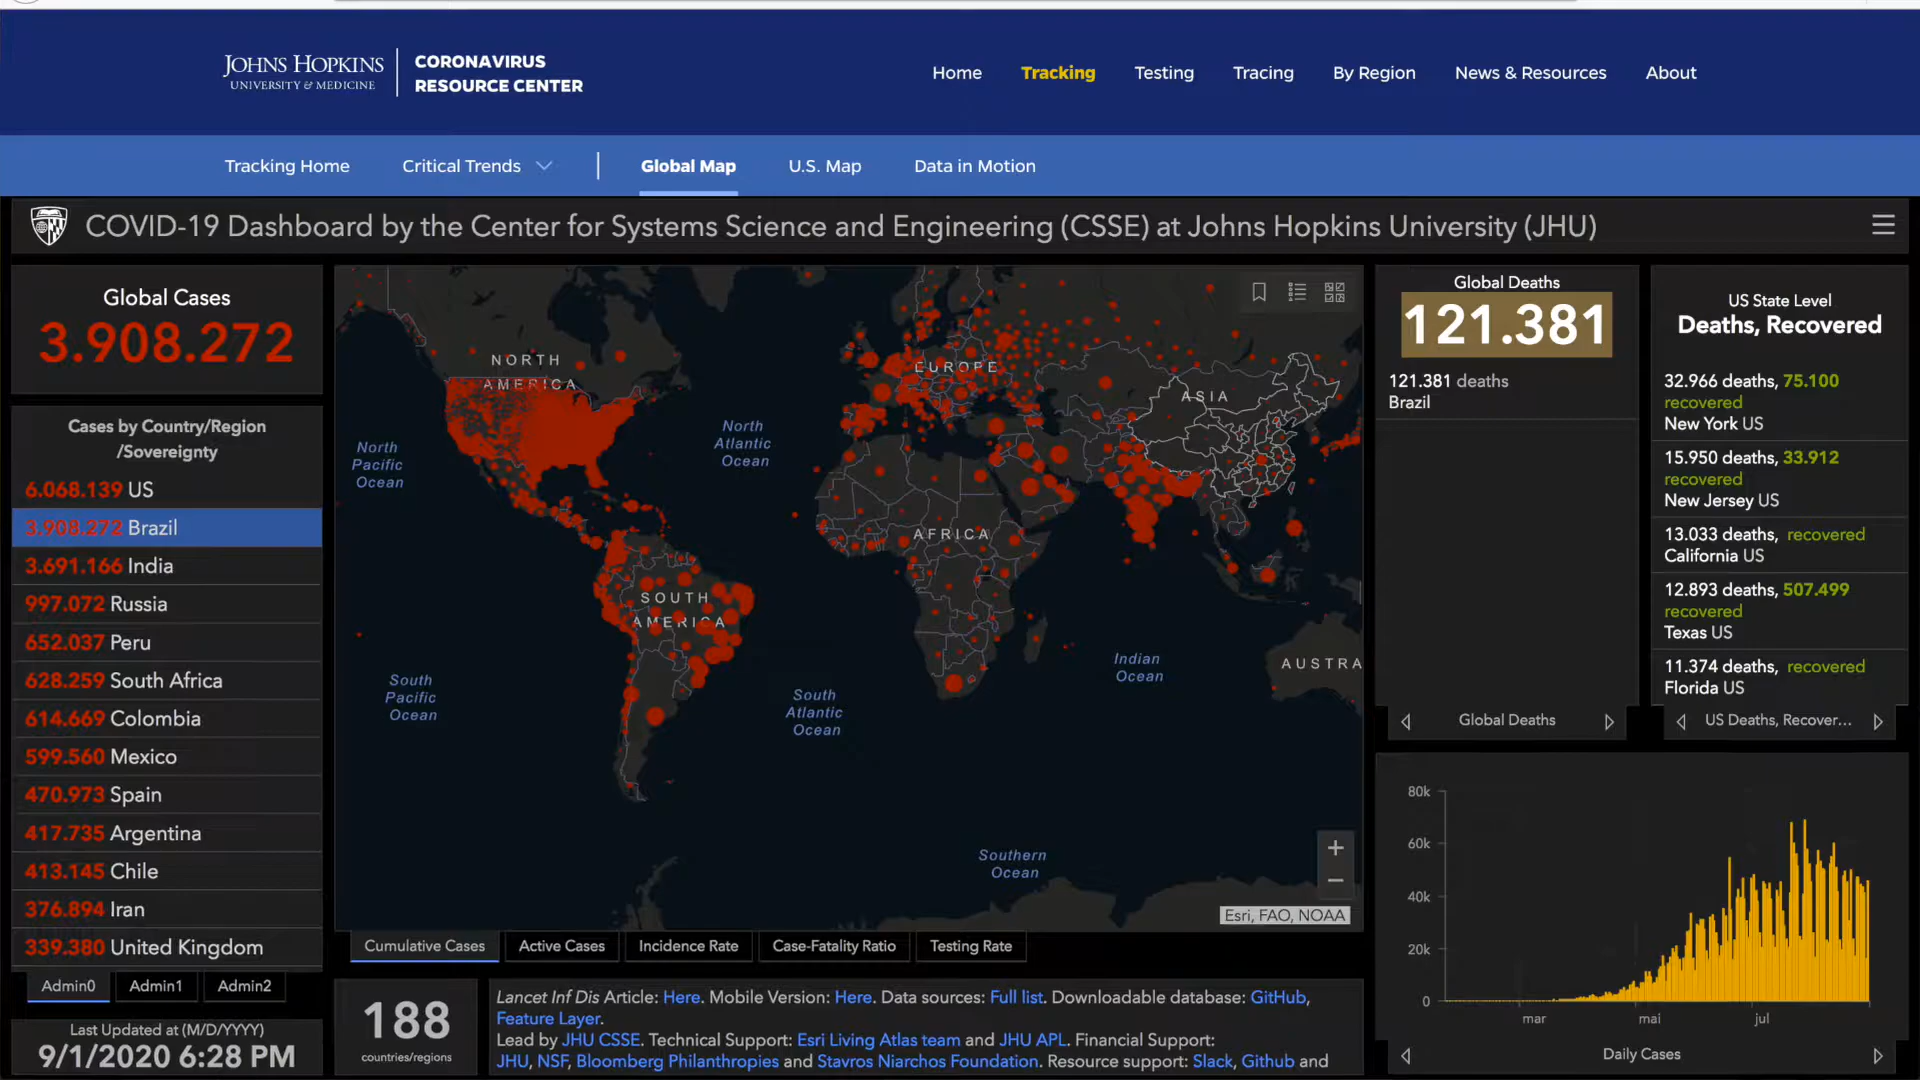 JOHNS HOPKINS
UNIVERSITY & MEDICINE
CORONAVIRUS
RESOURCE CENTER
Home
Tracking
Testing
Tracing
By Region
News & Resources
About
Tracking Home
Critical Trends
Global Map
U.S. Map
Data in Motion
COVID-19 Dashboard by the Center for Systems Science and Engineering (CSSE) at Johns Hopkins University (JHU)
Global Cases
3.908.272
Cases by Country/Region
/Sovereignty
6.068.139 US
3.908.272 Brazil
3.691.166 India
997.072 Russia
652.037 Peru
628.259 South Africa
614.669 Colombia
599.560 Mexico
470.973 Spain
417.735 Argentina
413.145 Chile
376.894 Iran
339.380 United Kingdom
Admin0
Admin1
Admin2
Last Updated at (M/D/YYYY)
9/1/2020 6:28 PM
NORTH
AMERICA
EUROPE
ASIA
North
Pacific
Ocean
North
Atlantic
Ocean
AFRICA
SOUTH
AMERICA
Indian
Ocean
AUSTRA
South
Pacific
Ocean
South
Atlantic
Ocean
Southern
Ocean
Esri, FAO, NOAA
Cumulative Cases
Active Cases
Incidence Rate
Case-Fatality Ratio
Testing Rate
188
countries/regions
Lancet Inf Dis Article: Here. Mobile Version: Here. Data sources: Full list. Downloadable database: GitHub,
Feature Layer.
Lead by JHU CSSE. Technical Support: Esri Living Atlas team and JHU APL. Financial Support:
JHU, NSF, Bloomberg Philanthropies and Stavros Niarchos Foundation. Resource support: Slack, Github and
Global Deaths
121.381
121.381 deaths
Brazil
Global Deaths
US State Level
Deaths, Recovered
32.966 deaths, 75.100
recovered
New York US
15.950 deaths, 33.912
recovered
New Jersey US
13.033 deaths, recovered
California US
12.893 deaths, 507.499
recovered
Texas US
11.374 deaths, recovered
Florida US
US Deaths, Recover...
80k
60k
40k
20k
0
mar
mai
jul
Daily Cases